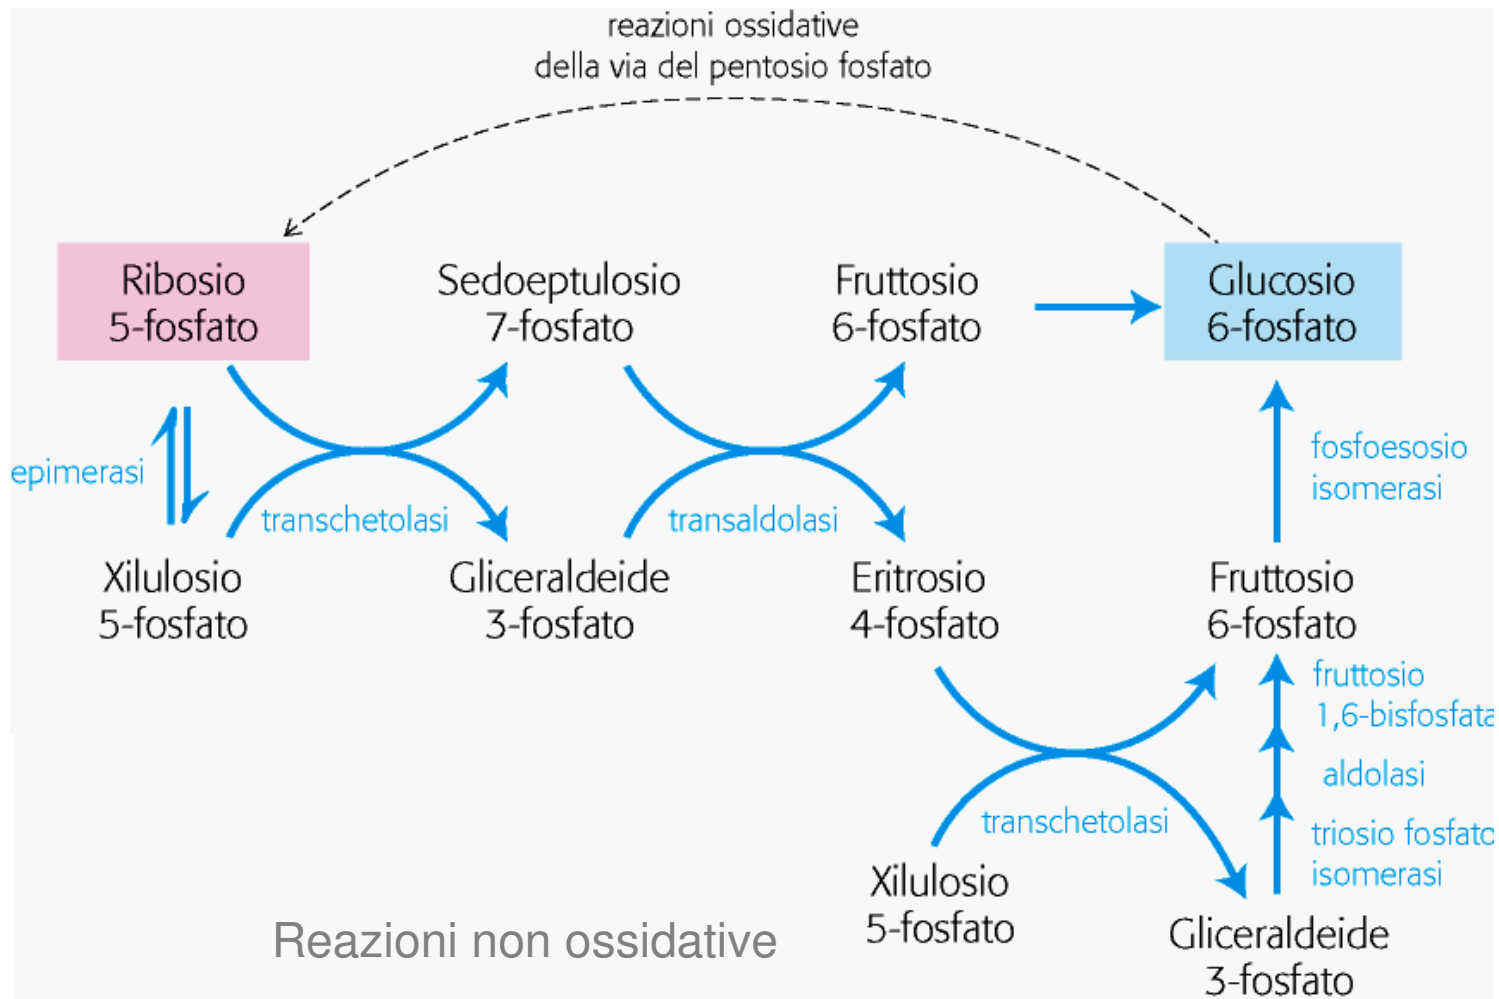 reazioni ossidative
della via del pentosio fosfato
Ribosio
5-fosfato
Sedoeptulosio
7-fosfato
Fruttosio
6-fosfato
Glucosio
6-fosfato
epimerasi
transchetolasi
transaldolasi
fosfoesosio
isomerasi
Xilulosio
5-fosfato
Gliceraldeide
3-fosfato
Eritrosio
4-fosfato
Fruttosio
6-fosfato
fruttosio
1,6-bisfosfata
aldolasi
transchetolasi
triosio fosfato
isomerasi
Xilulosio
5-fosfato
Gliceraldeide
3-fosfato
Reazioni non ossidative